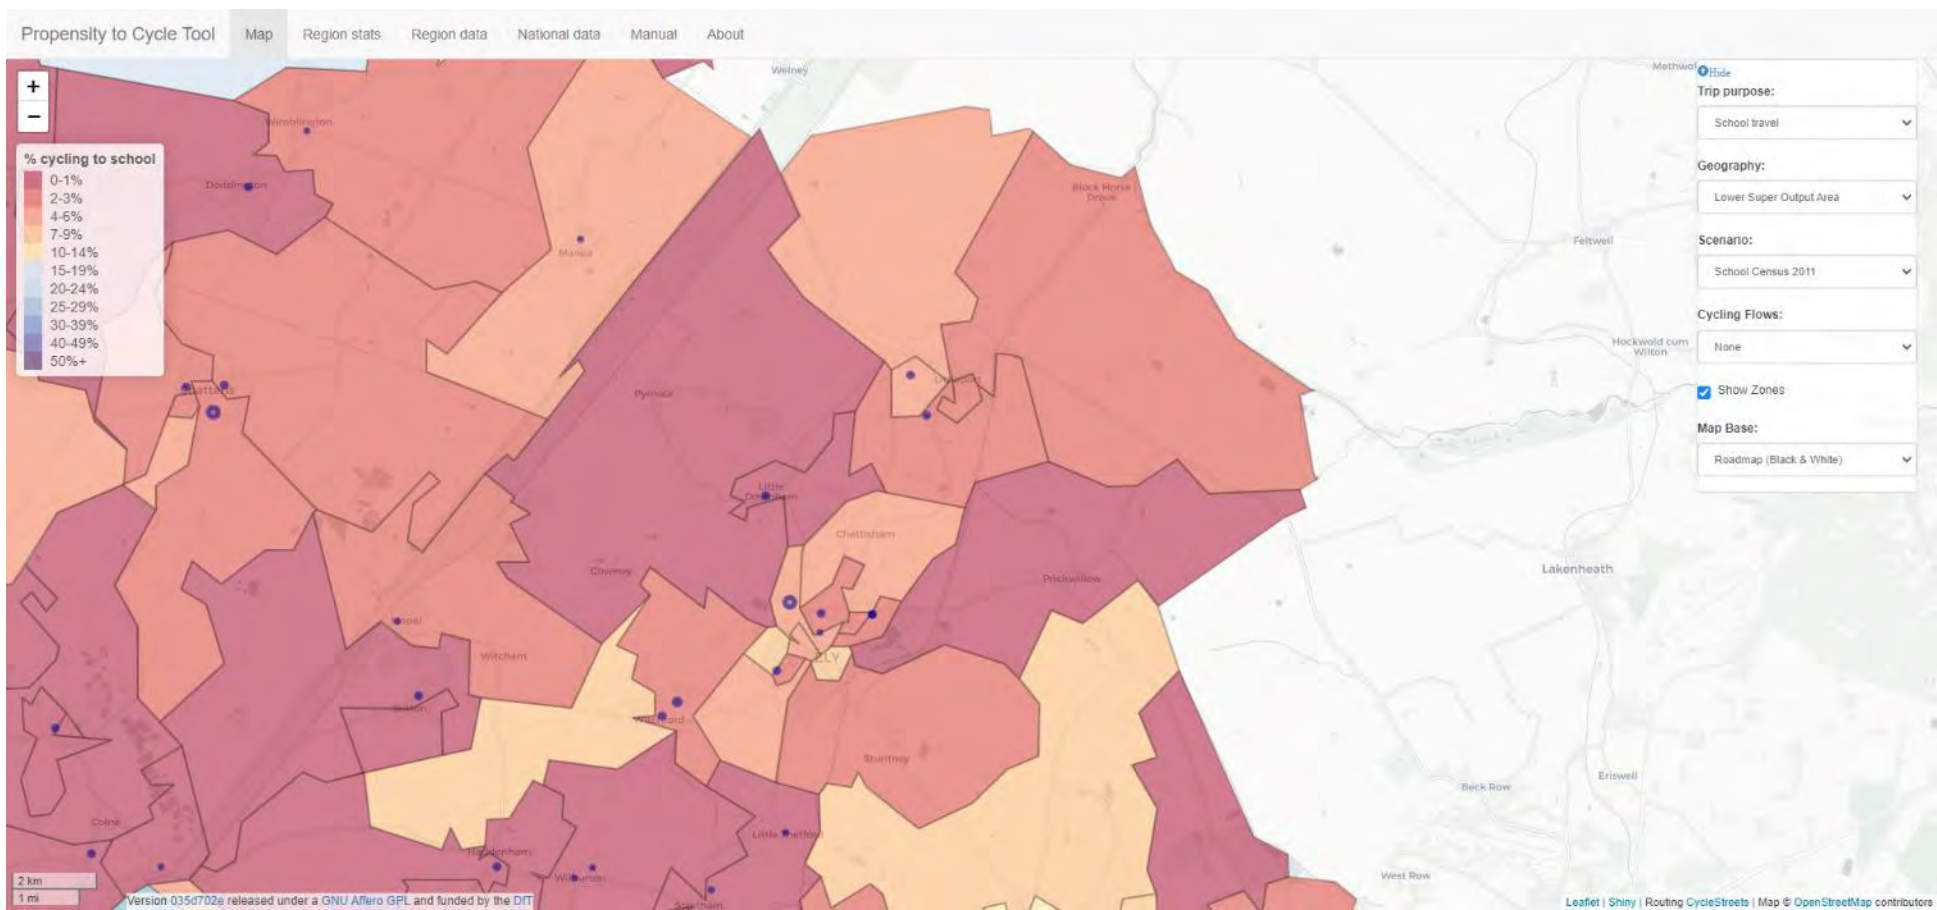 Propensity to Cycle Tool Map Region stats Region data National data Manual About
+
−
% cycling to school
0-1%
2-3%
4-6%
7-9%
10-14%
15-19%
20-24%
25-29%
30-39%
40-49%
50%+
Welney
Methwol
Wimblington
Doddington
Black Horse
Drove
Manea
Feltwell
Hockwold cum
Wilton
Pymoor
Little
Downham
Chettisham
Coveney
Prickwillow
Lakenheath
Mepal
Witcham
ELY
Sutton
Witchford
Stuntney
Eriswell
Beck Row
Colne
Little Thetford
Haddenham
Wilburton
West Row
Stretham
Hide
Trip purpose:
School travel
Geography:
Lower Super Output Area
Scenario:
School Census 2011
Cycling Flows:
None
Show Zones
Map Base:
Roadmap (Black & White)
2 km
1 mi
Version 035d702e released under a GNU Affero GPL and funded by the DfT
Leaflet | Shiny | Routing CycleStreets | Map © OpenStreetMap contributors